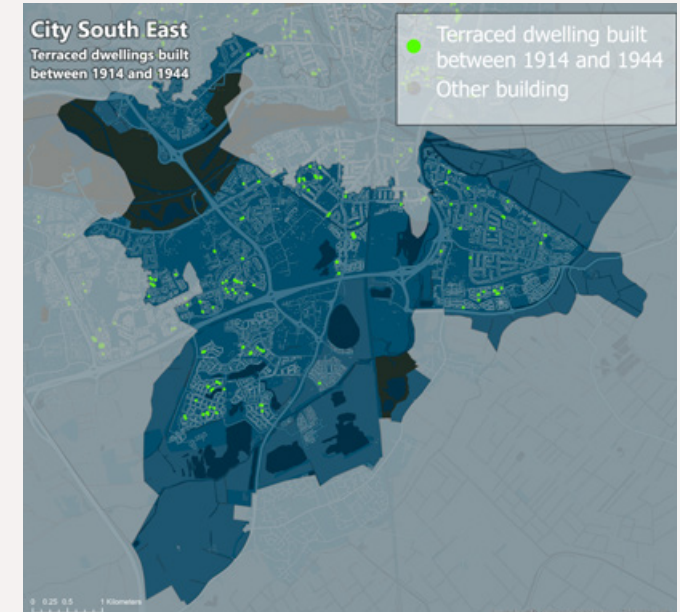 City South East
Terraced dwellings built
between 1914 and 1944
Terraced dwelling built
between 1914 and 1944
Other building
0 0.25 0.5 1 Kilometers